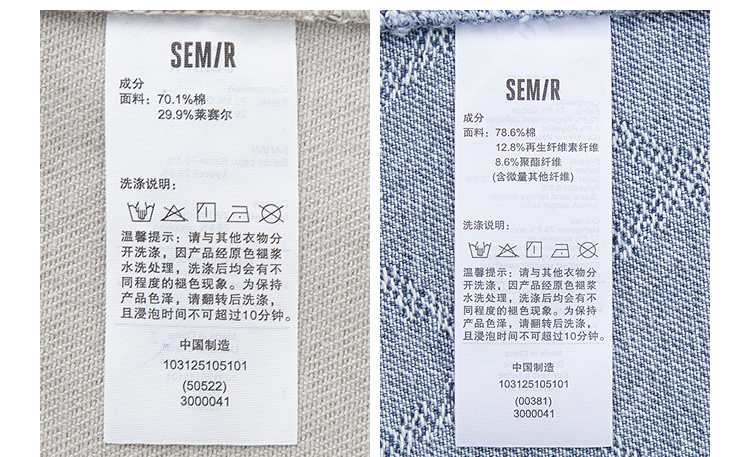 SEMIR
成分
面料：70.1%棉
29.9%莱赛尔
洗涤说明：
温馨提示：请与其他衣物分
开洗涤，因产品经原色褪浆
水洗处理，洗涤后均会有不
同程度的褪色现象。为保持
产品色泽，请翻转后洗涤，
且浸泡时间不可超过10分钟。
中国制造
103125105101
(50522)
3000041
SEMIR
成分
面料：78.6%棉
12.8%再生纤维素纤维
8.6%聚酯纤维
(含微量其他纤维)
洗涤说明：
温馨提示：请与其他衣物分
开洗涤，因产品经原色褪浆
水洗处理，洗涤后均会有不
同程度的褪色现象。为保持
产品色泽，请翻转后洗涤，
且浸泡时间不可超过10分钟。
中国制造
103125105101
(00381)
3000041